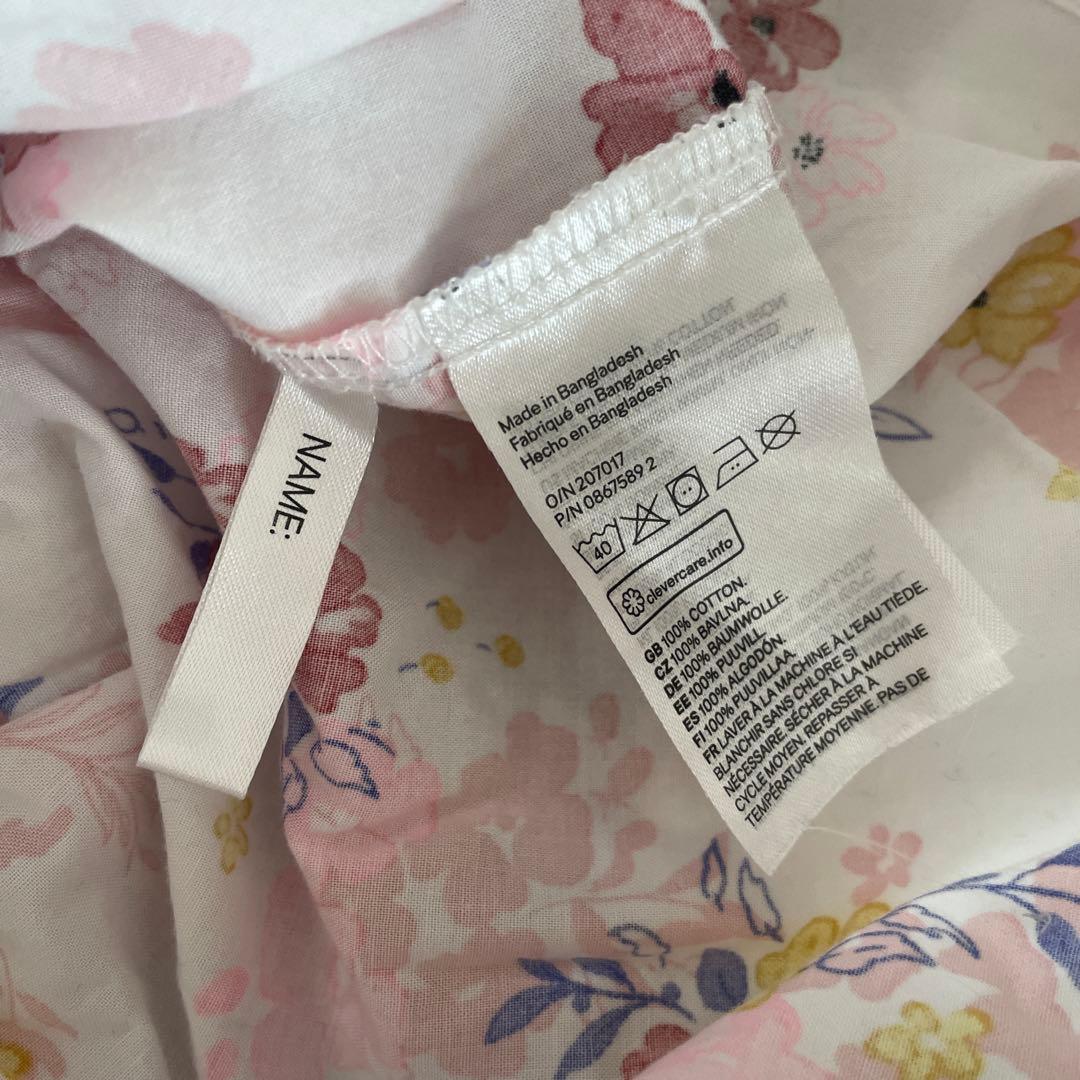 NAME:
Made in Bangladesh
Fabriqué en Bangladesh
Hecho en Bangladesh
O/N 207017
P/N 0867589 2
40
clevercare.info
GB 100% COTTON.
CZ 100% BAVLNA.
DE 100% BAUMWOLLE.
EE 100% PUUVILL
ES 100% ALGODÓN.
FI 100% PUUVILLAA.
FR LAVER À LA MACHINE À L'EAU TIÈDE.
BLANCHIR SANS CHLORE SI
NÉCESSAIRE. SÉCHER À LA MACHINE
CYCLE MOYEN. REPASSER À
TEMPÉRATURE MOYENNE. PAS DE